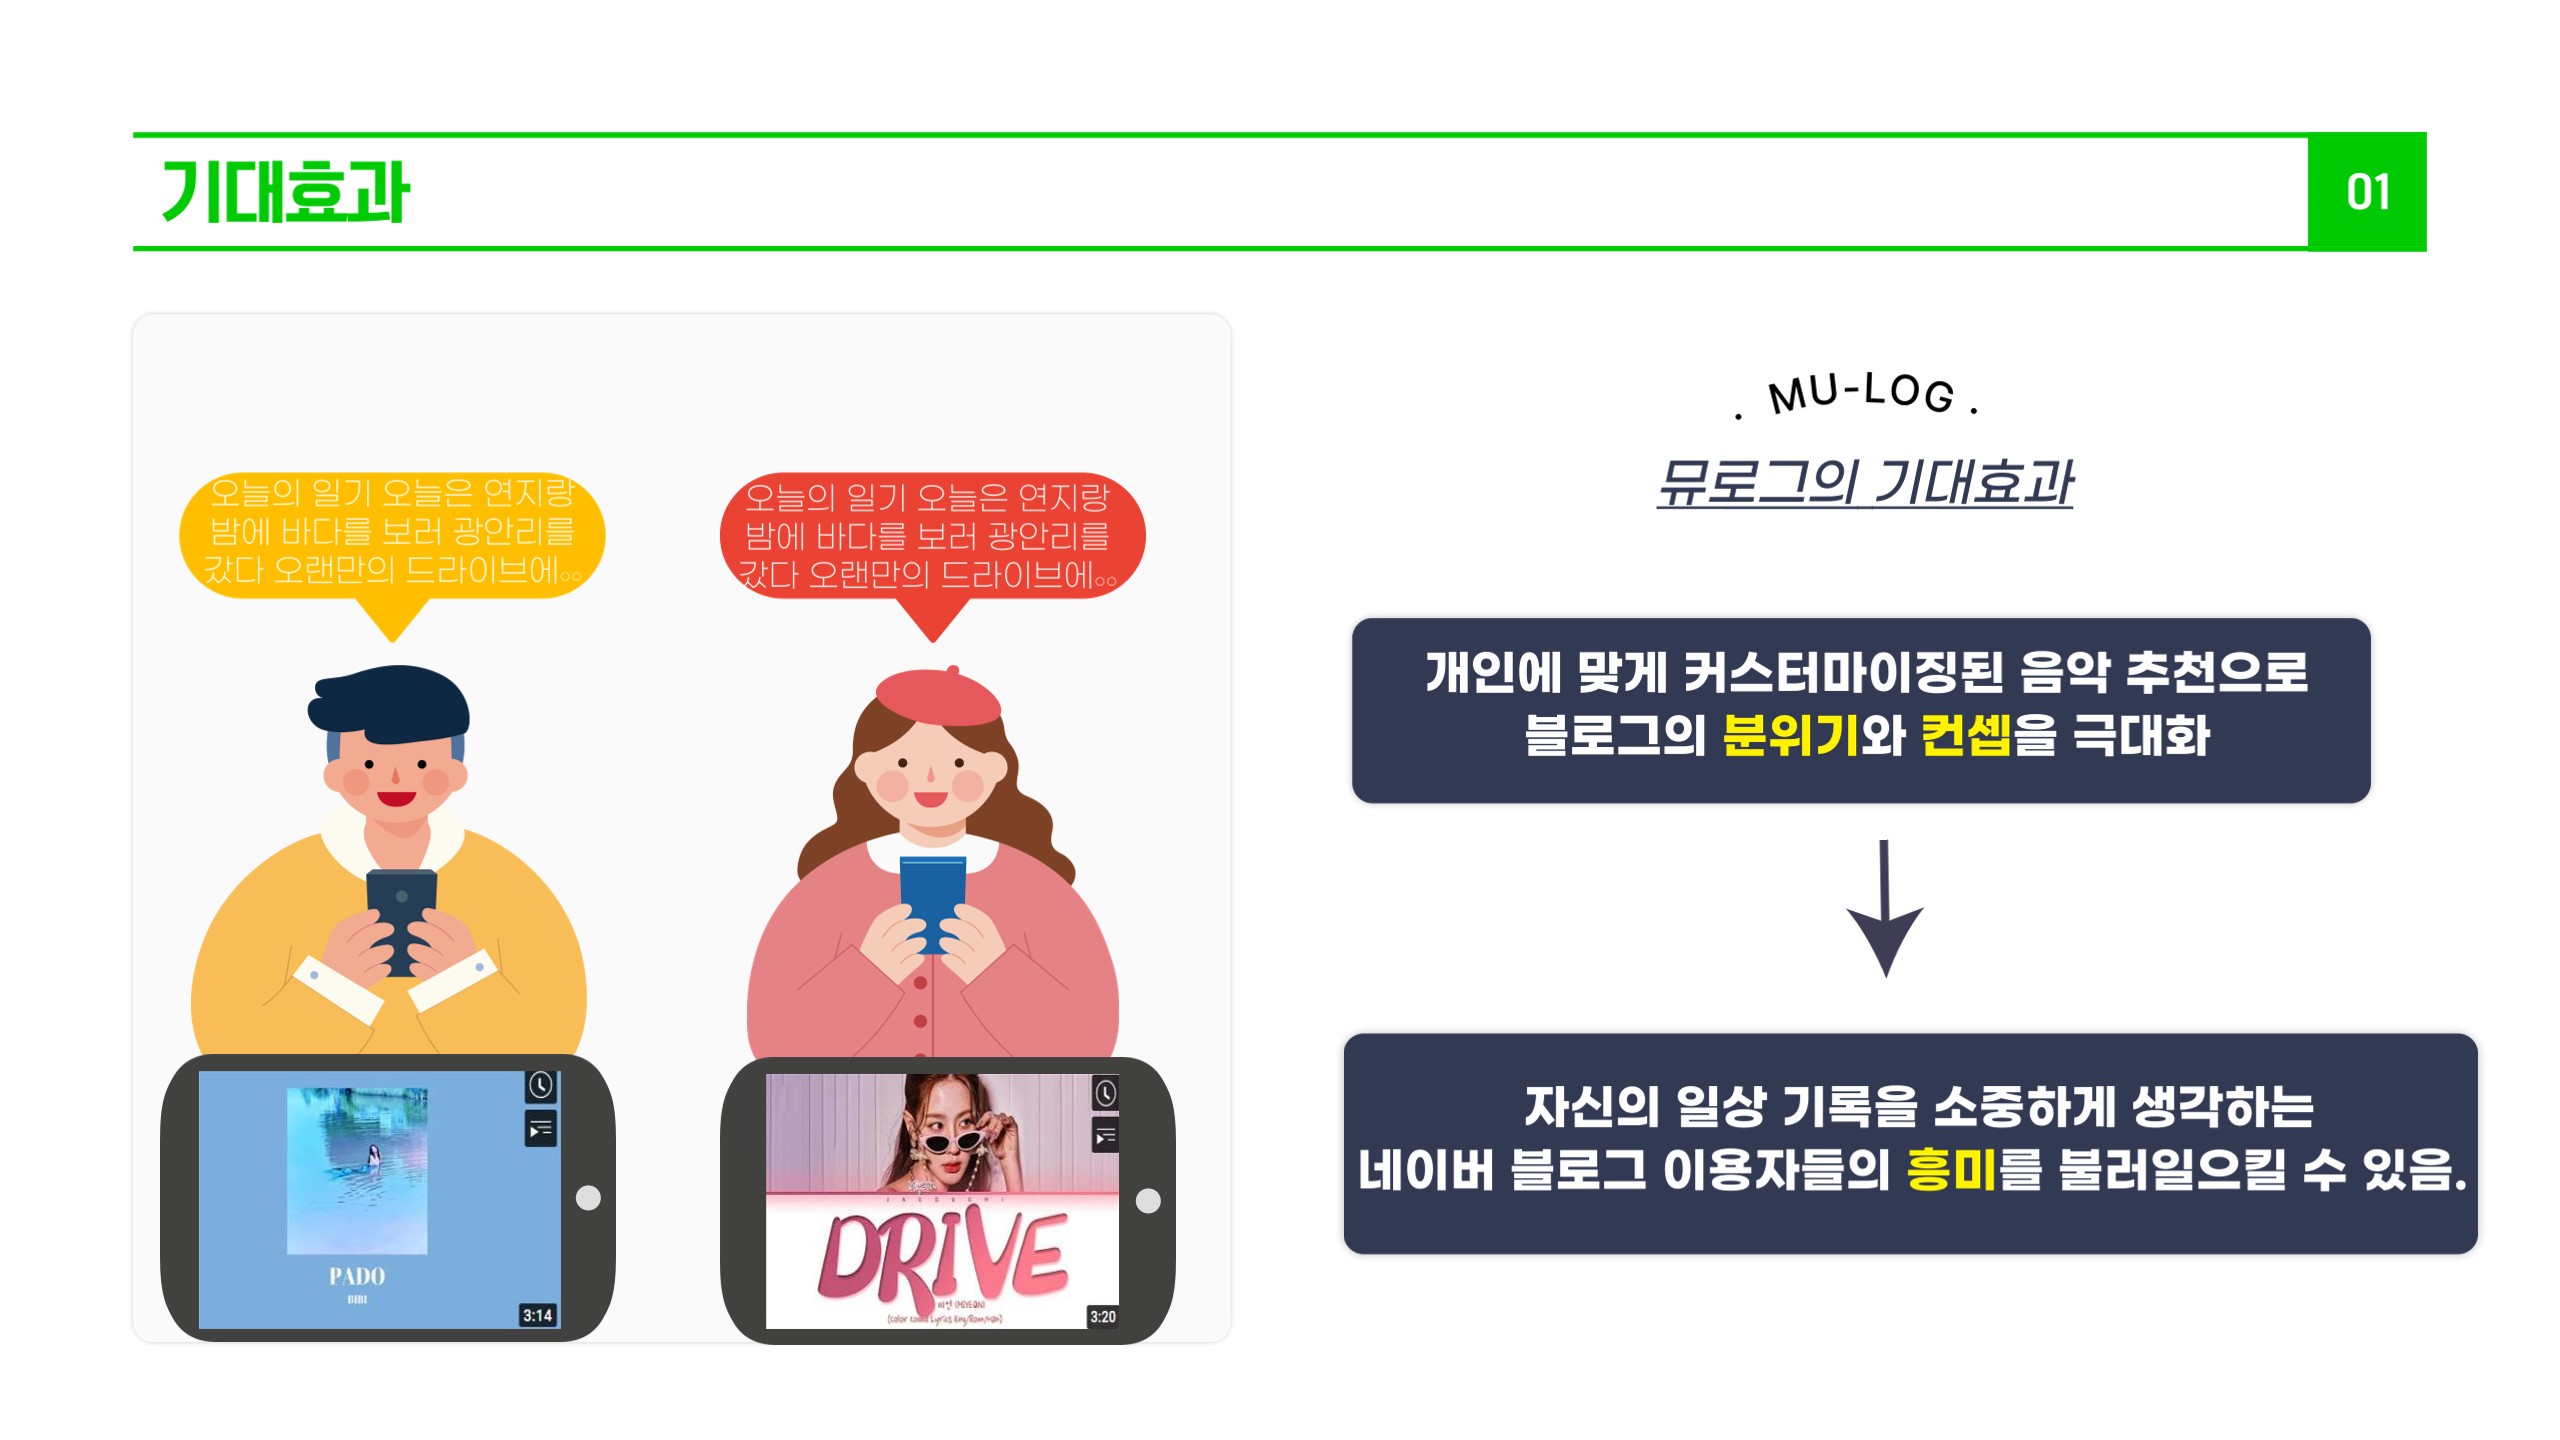 기대효과
01
오늘의 일기 오늘은 연지랑
밤에 바다를 보러 광안리를
갔다 오랜만의 드라이브에○○
오늘의 일기 오늘은 연지랑
밤에 바다를 보러 광안리를
갔다 오랜만의 드라이브에○○
PADO
BIBI
3:14
J A E G U C H I
DRIVE
미연 (MIYEON)
(Color Coded Lyrics Eng/Rom/Han)
3:20
. MU-LOG .
뮤로그의 기대효과
개인에 맞게 커스터마이징된 음악 추천으로
블로그의 분위기와 컨셉을 극대화
자신의 일상 기록을 소중하게 생각하는
네이버 블로그 이용자들의 흥미를 불러일으킬 수 있음.